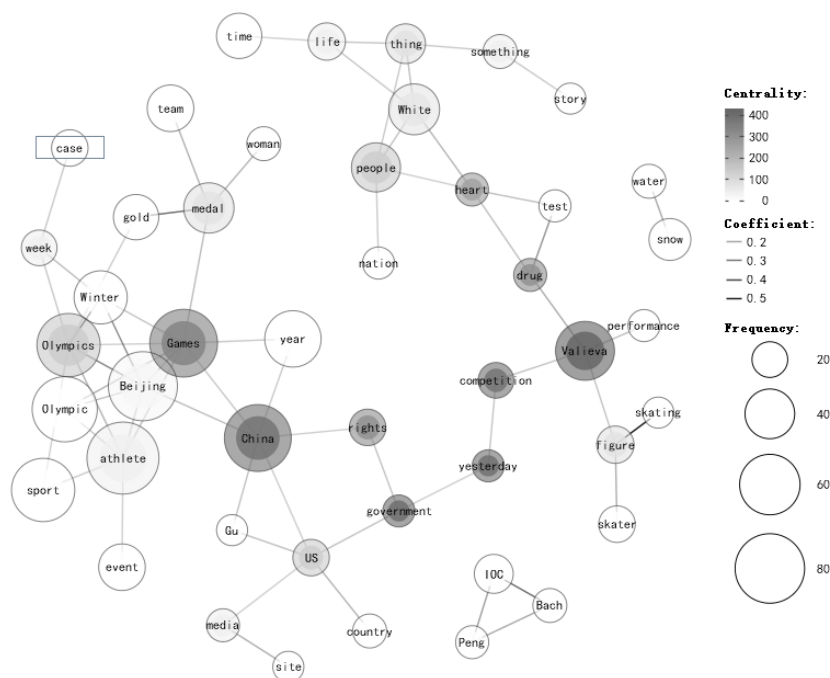 time
life
thing
something
story
team
White
case
woman
people
heart
medal
gold
test
water
snow
week
nation
drug
Winter
Olympics
Games
year
Valieva
performance
Beijing
competition
Olympic
skating
China
rights
figure
athlete
yesterday
sport
government
skater
Gu
event
US
IOC
Bach
media
country
Peng
site
Centrality:
400
300
200
100
0
Coefficient:
0.2
0.3
0.4
0.5
Frequency:
20
40
60
80